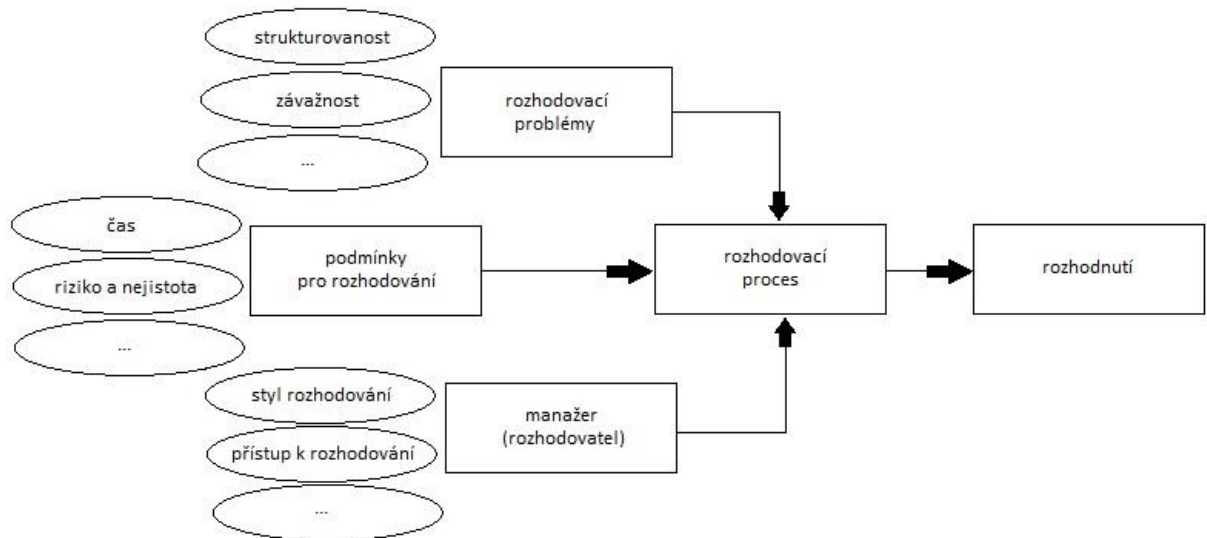 strukturovanost
závažnost
...
rozhodovací
problémy
čas
riziko a nejistota
...
podmínky
pro rozhodování
rozhodovací
proces
rozhodnutí
styl rozhodování
přístup k rozhodování
...
manažer
(rozhodovatel)